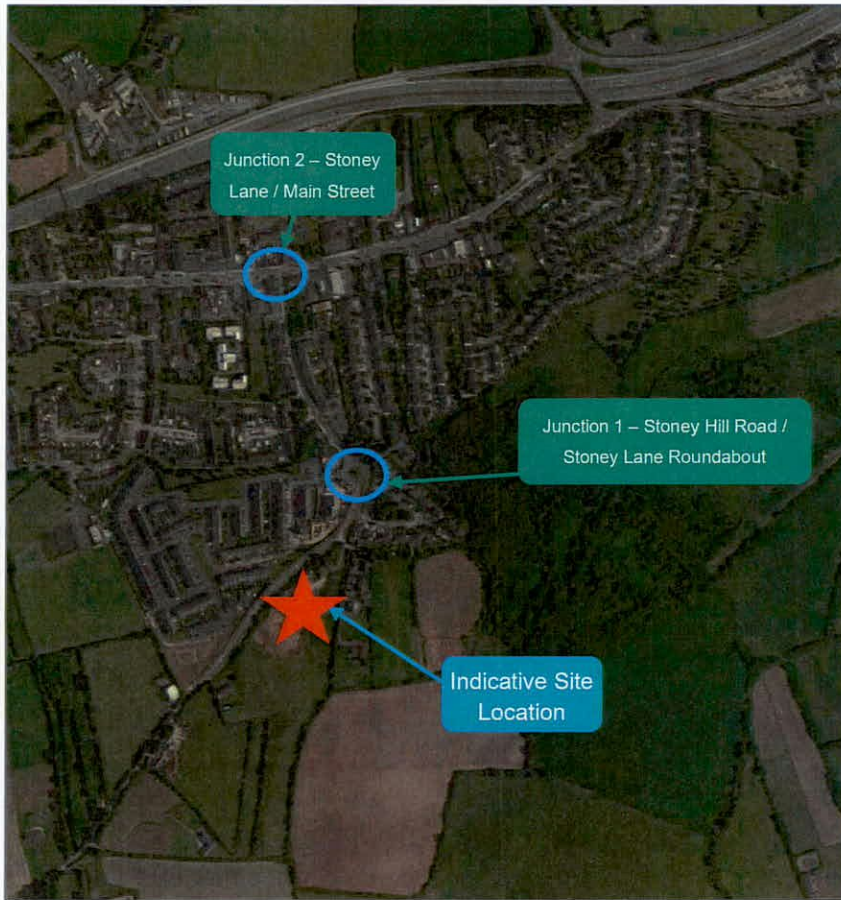 Junction 2 – Stoney
Lane / Main Street
Junction 1 – Stoney Hill Road /
Stoney Lane Roundabout
Indicative Site
Location